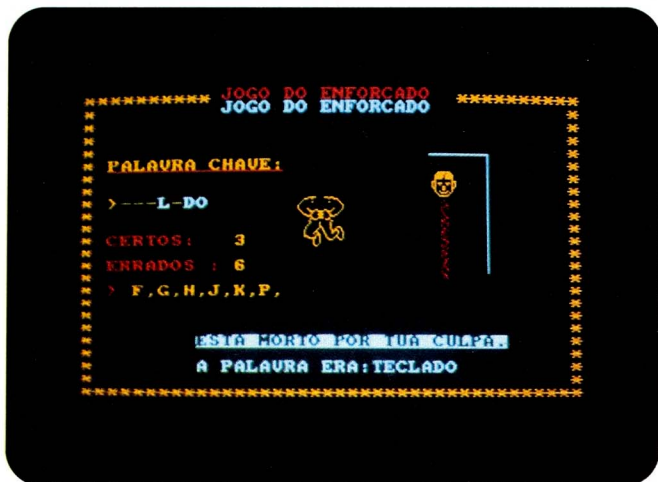 JOGO DO ENFORCADO
JOGO DO ENFORCADO
PALAVRA CHAVE:
>---L-DO
CERTOS: 3
ERRADOS : 6
> F,G,H,J,K,P,
ESTA MORTO POR TUA CULPA.
A PALAVRA ERA:TECLADO